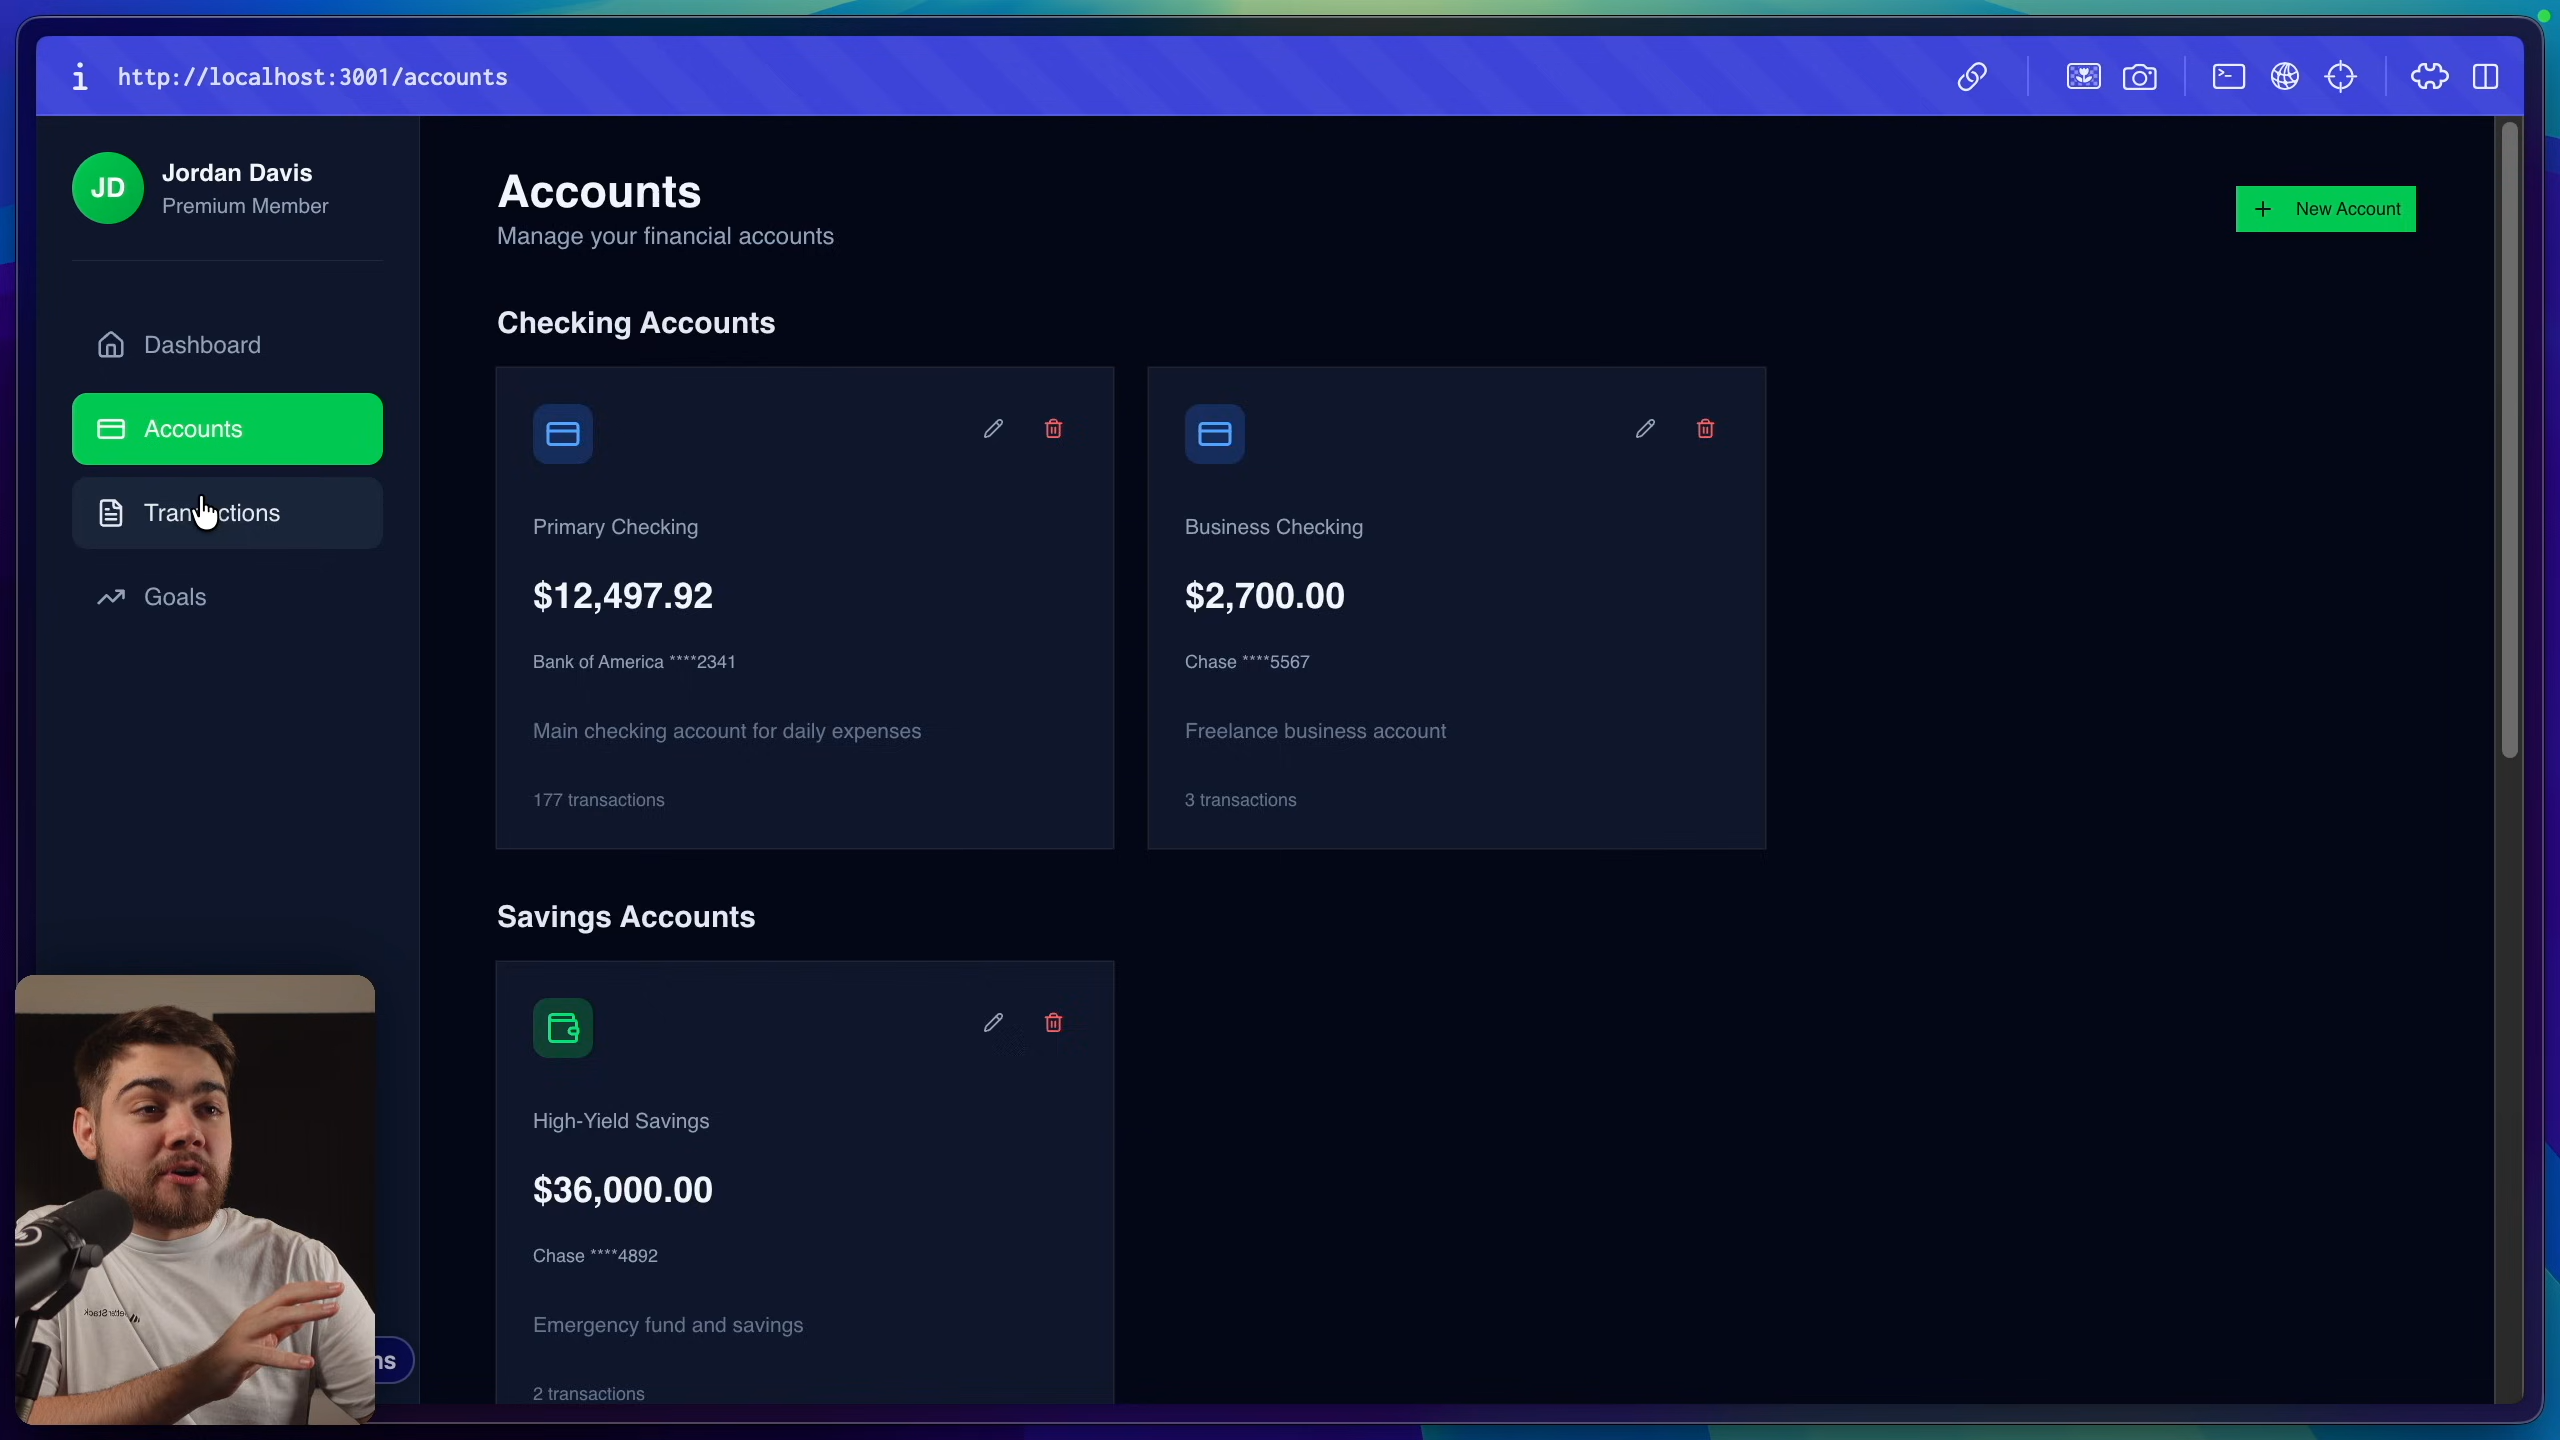 http://localhost:3001/accounts
JD
Jordan Davis
Premium Member
Dashboard
Accounts
Transactions
Goals
Accounts
Manage your financial accounts
New Account
Checking Accounts
Primary Checking
$12,497.92
Bank of America ****2341
Main checking account for daily expenses
177 transactions
Business Checking
$2,700.00
Chase ****5567
Freelance business account
3 transactions
Savings Accounts
High-Yield Savings
$36,000.00
Chase ****4892
Emergency fund and savings
2 transactions